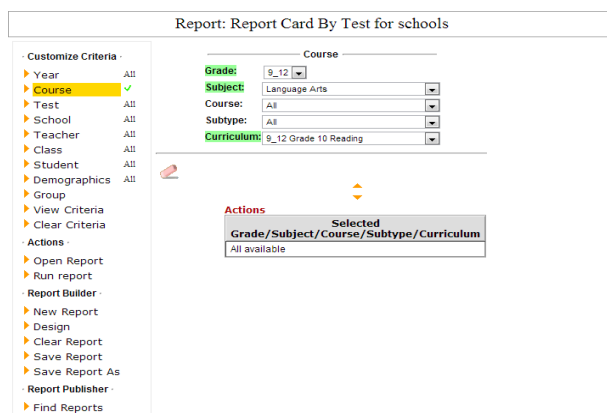 Report: Report Card By Test for schools
· Customize Criteria ·
Year All
Course
Test All
School All
Teacher All
Class All
Student All
Demographics All
Group
View Criteria
Clear Criteria
· Actions ·
Open Report
Run report
· Report Builder ·
New Report
Design
Clear Report
Save Report
Save Report As
· Report Publisher ·
Find Reports
Course
Grade: 9_12
Subject: Language Arts
Course: All
Subtype: All
Curriculum: 9_12 Grade 10 Reading
Actions
Selected
Grade/Subject/Course/Subtype/Curriculum
All available